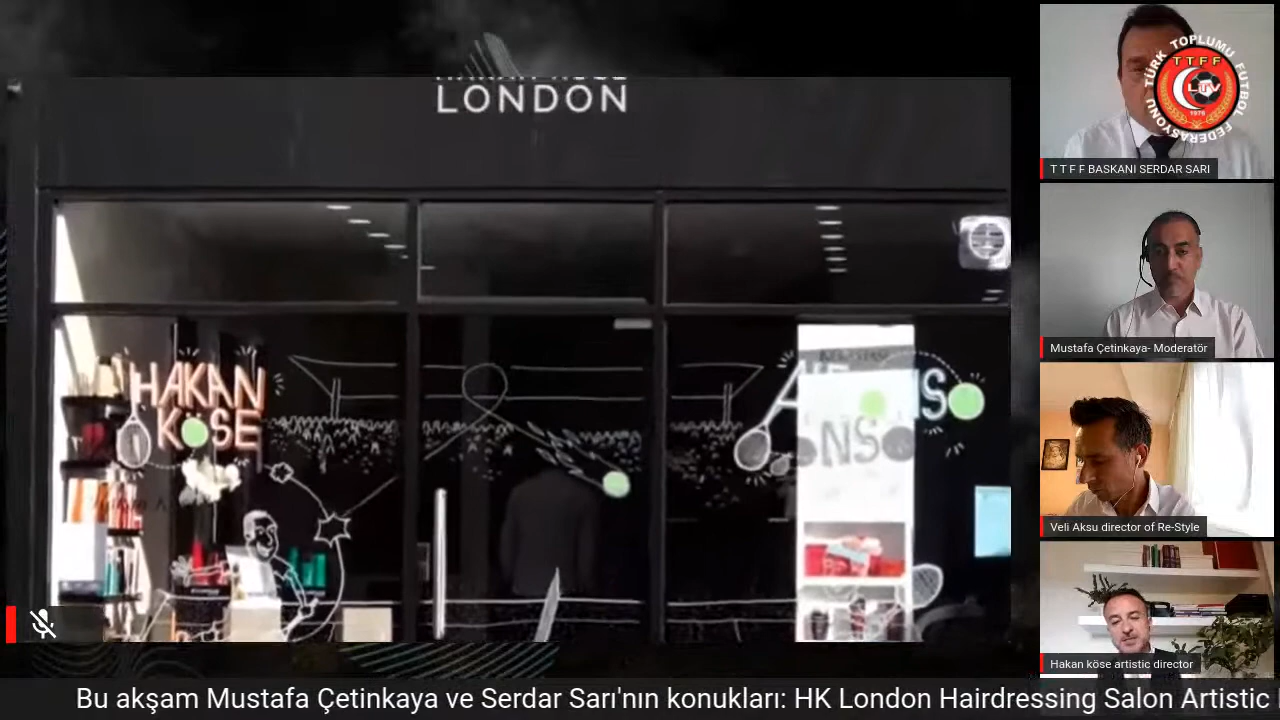 LONDON
HAKAN
KÖSE
TÜRK TOPLUMU FUTBOL FEDERASYONU
TTFF
LTV
1976
T T F F BASKANI SERDAR SARI
Mustafa Çetinkaya- Moderatör
Veli Aksu director of Re-Style
Hakan köse artistic director
Bu akşam Mustafa Çetinkaya ve Serdar Sarı'nın konukları: HK London Hairdressing Salon Artistic